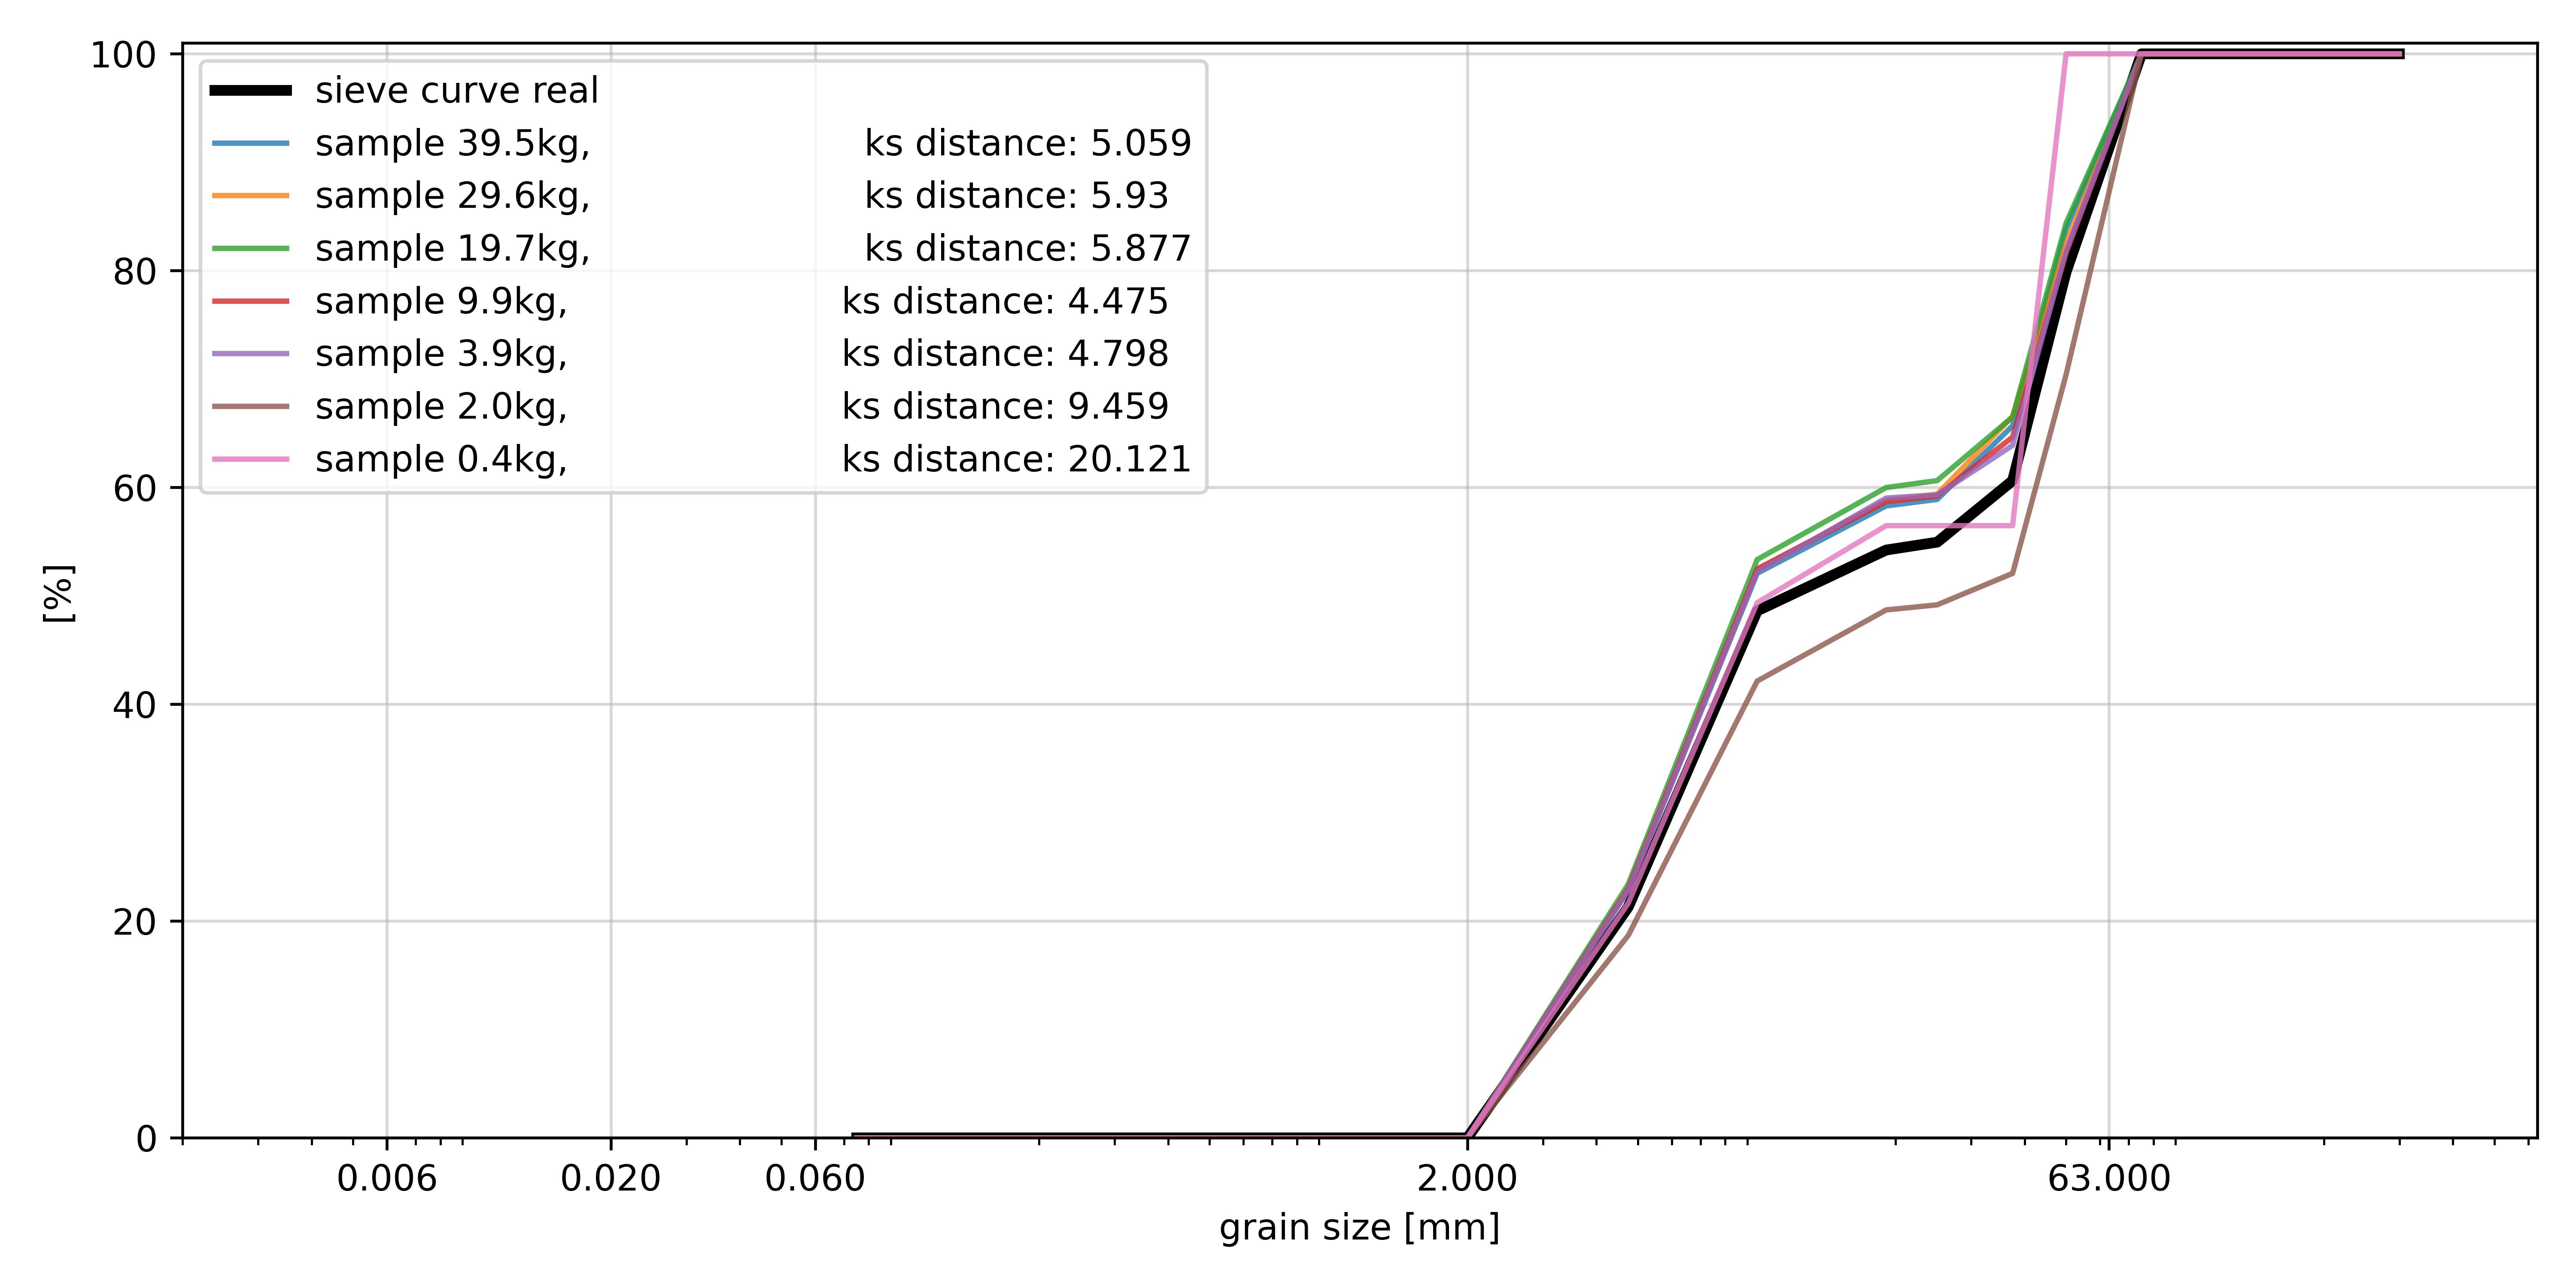 100
80
60
40
20
0
[%]
sieve curve real
sample 39.5kg, ks distance: 5.059
sample 29.6kg, ks distance: 5.93
sample 19.7kg, ks distance: 5.877
sample 9.9kg, ks distance: 4.475
sample 3.9kg, ks distance: 4.798
sample 2.0kg, ks distance: 9.459
sample 0.4kg, ks distance: 20.121
0.006 0.020 0.060 2.000 63.000
grain size [mm]